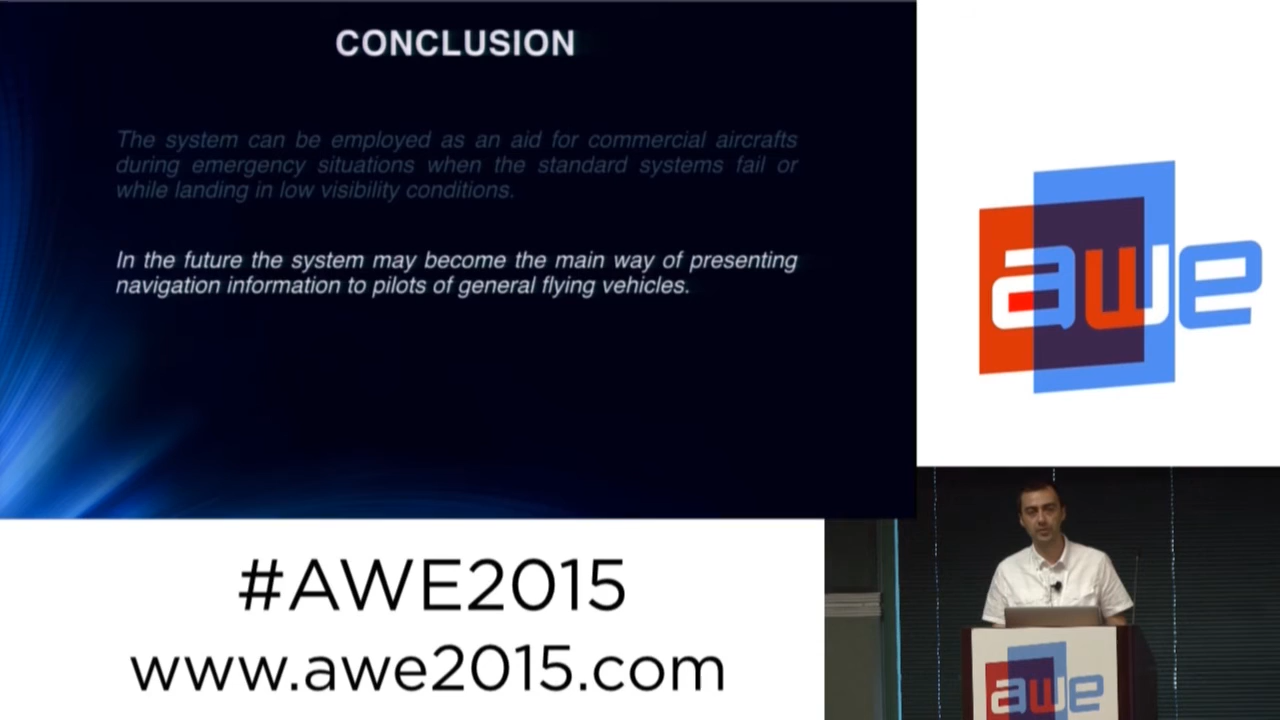 CONCLUSION
The system can be employed as an aid for commercial aircrafts
during emergency situations when the standard systems fail or
while landing in low visibility conditions.
In the future the system may become the main way of presenting
navigation information to pilots of general flying vehicles.
awe
#AWE2015
www.awe2015.com
awe